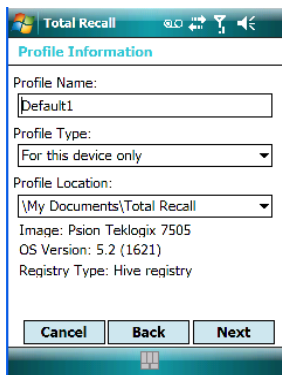 Total Recall
Profile Information
Profile Name:
Default1
Profile Type:
For this device only
Profile Location:
\My Documents\Total Recall
Image: Psion Teklogix 7505
OS Version: 5.2 (1621)
Registry Type: Hive registry
Cancel Back Next